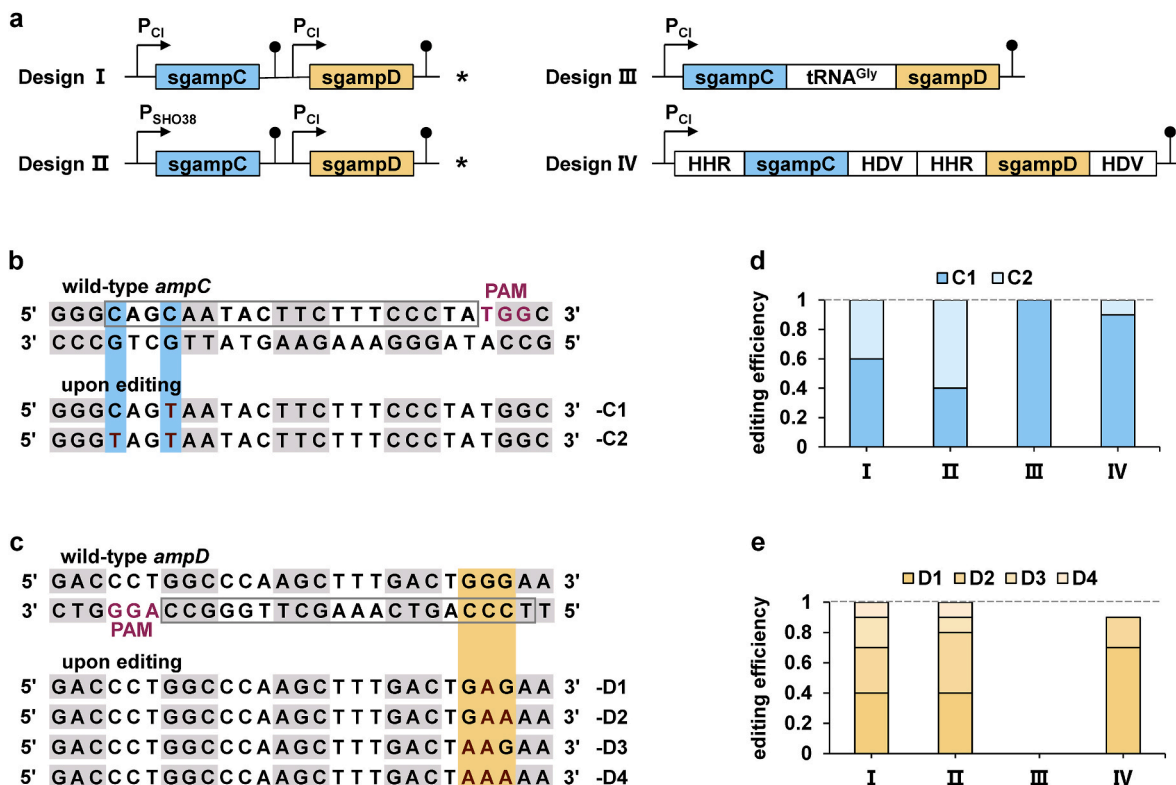 a
P_CI P_CI
Design Ⅰ sgampC sgampD *
P_SHO38 P_CI
Design Ⅱ sgampC sgampD *
P_CI
Design Ⅲ sgampC tRNA^Gly sgampD
P_CI
Design Ⅳ HHR sgampC HDV HHR sgampD HDV
b
wild-type ampC
PAM
5' GGGCAGCAATACTTCTTTCCCTATGGC 3'
3' CCCGTCGTTATGAAGAAAGGGATACCG 5'
upon editing
5' GGGCAGTAATACTTCTTTCCCTATGGC 3' -C1
5' GGGTAGTAATACTTCTTTCCCTATGGC 3' -C2
c
wild-type ampD
5' GACCCTGGCCCAAGCTTTGACTGGGAA 3'
3' CTGGGACCGGGTTCGAAACTGACCCTT 5'
PAM
upon editing
5' GACCCTGGCCCAAGCTTTGACTGAGAA 3' -D1
5' GACCCTGGCCCAAGCTTTGACTGAAAA 3' -D2
5' GACCCTGGCCCAAGCTTTGACTAAGAA 3' -D3
5' GACCCTGGCCCAAGCTTTGACTAAAAA 3' -D4
d
C1 C2
editing efficiency
1
0.8
0.6
0.4
0.2
0
Ⅰ Ⅱ Ⅲ Ⅳ
e
D1 D2 D3 D4
editing efficiency
1
0.8
0.6
0.4
0.2
0
Ⅰ Ⅱ Ⅲ Ⅳ